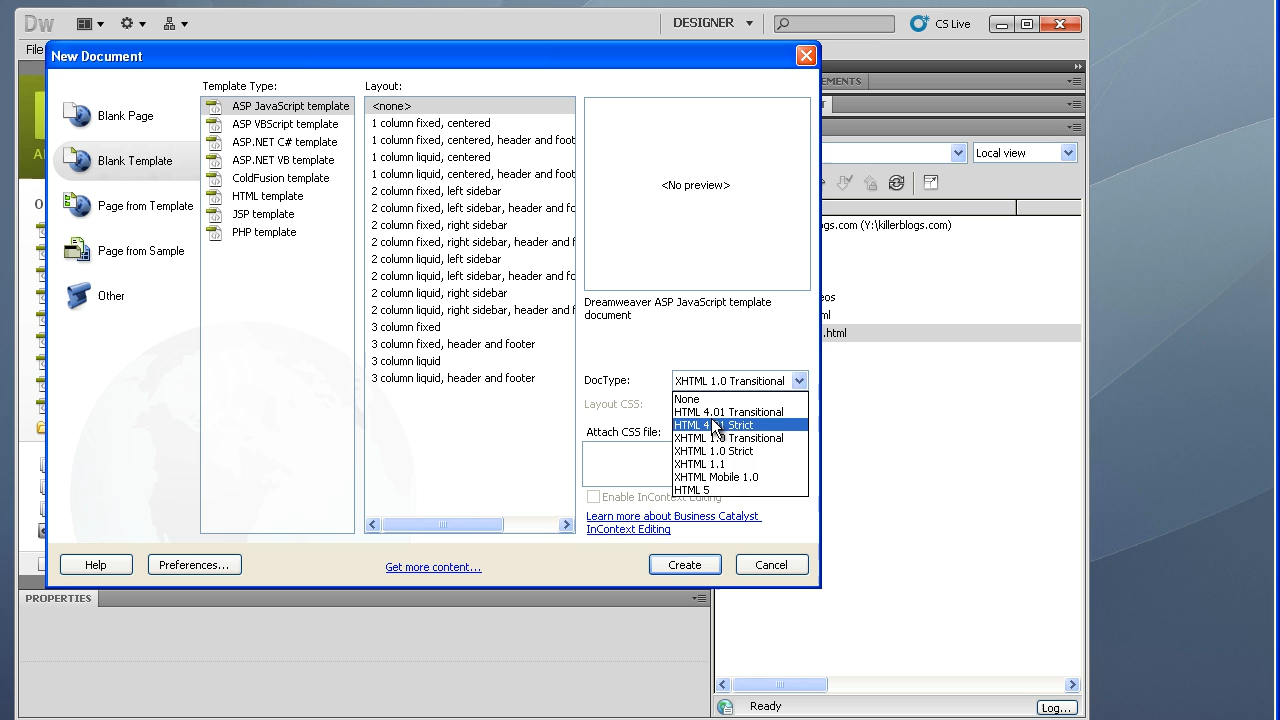 Dw
DESIGNER
CS Live
File
New Document
EMENTS
Template Type:
Layout:
Blank Page
Blank Template
Page from Template
Page from Sample
Other
ASP JavaScript template
ASP VBScript template
ASP.NET C# template
ASP.NET VB template
ColdFusion template
HTML template
JSP template
PHP template
<none>
1 column fixed, centered
1 column fixed, centered, header and foot
1 column liquid, centered
1 column liquid, centered, header and foot
2 column fixed, left sidebar
2 column fixed, left sidebar, header and fo
2 column fixed, right sidebar
2 column fixed, right sidebar, header and f
2 column liquid, left sidebar
2 column liquid, left sidebar, header and fo
2 column liquid, right sidebar
2 column liquid, right sidebar, header and f
3 column fixed
3 column fixed, header and footer
3 column liquid
3 column liquid, header and footer
<No preview>
Dreamweaver ASP JavaScript template
document
DocType:
XHTML 1.0 Transitional
None
HTML 4.01 Transitional
HTML 4.01 Strict
XHTML 1.0 Transitional
XHTML 1.0 Strict
XHTML 1.1
XHTML Mobile 1.0
HTML 5
Layout CSS:
Attach CSS file:
Enable InContext Editing
Learn more about Business Catalyst
InContext Editing
Help
Preferences...
Get more content...
Create
Cancel
Local view
ogs.com (Y:\killerblogs.com)
eos
ml
.html
PROPERTIES
Ready
Log...